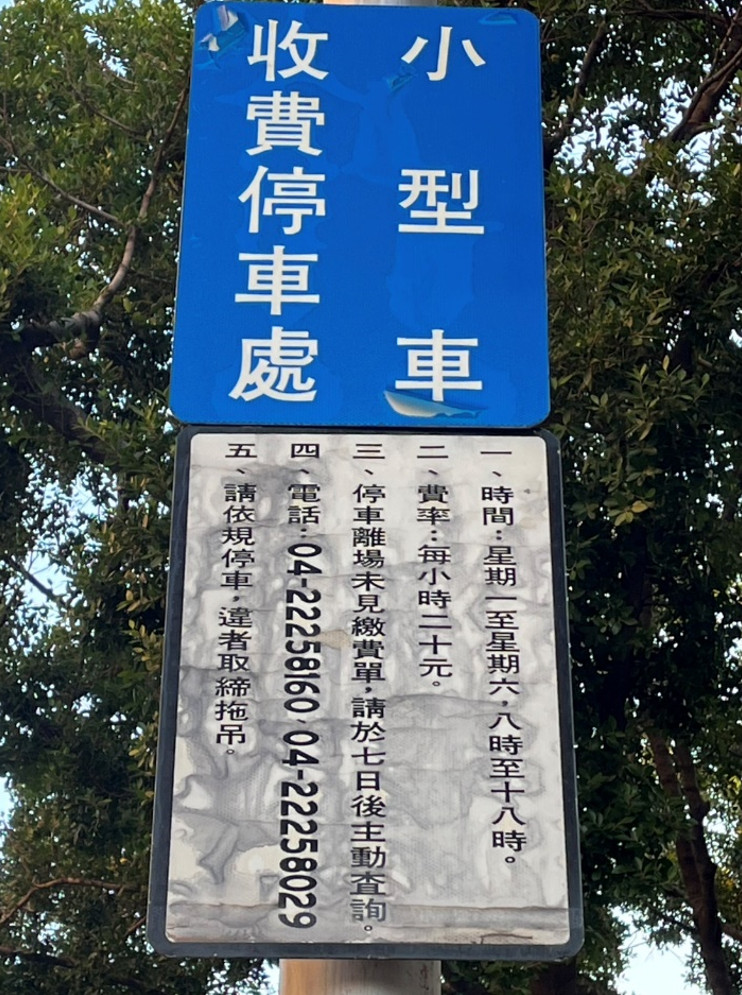 小型車
收費停車處
一、時間：星期一至星期六，八時至十八時。
二、費率：每小時二十元。
三、停車離場未見繳費單，請於七日後主動查詢。
四、電話：04-22258160、04-22258029
五、請依規停車，違者取締拖吊。